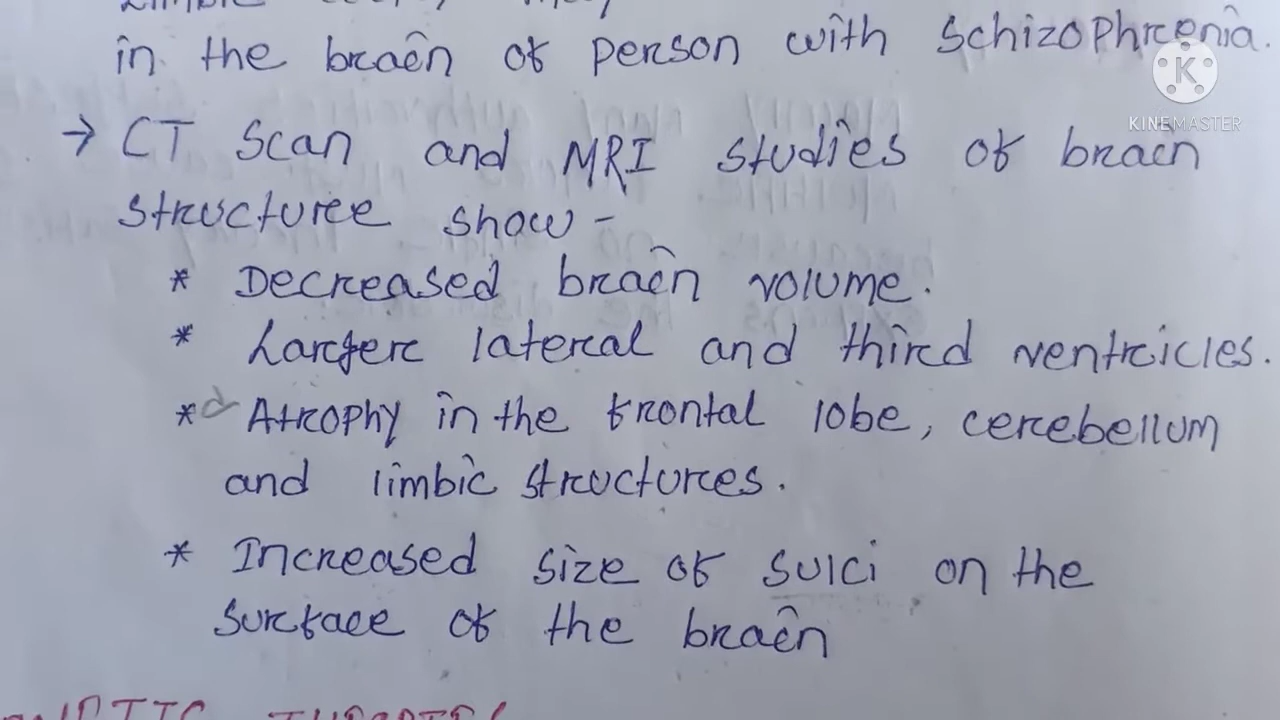 in the brain of person with schizophrenia.
K
KINEMASTER
→ CT Scan and MRI studies of brain
structure show -
* Decreased brain volume.
* Larger lateral and third ventricles.
* Atrophy in the frontal lobe, cerebellum
and limbic structures.
* Increased size of sulci on the
surface of the brain